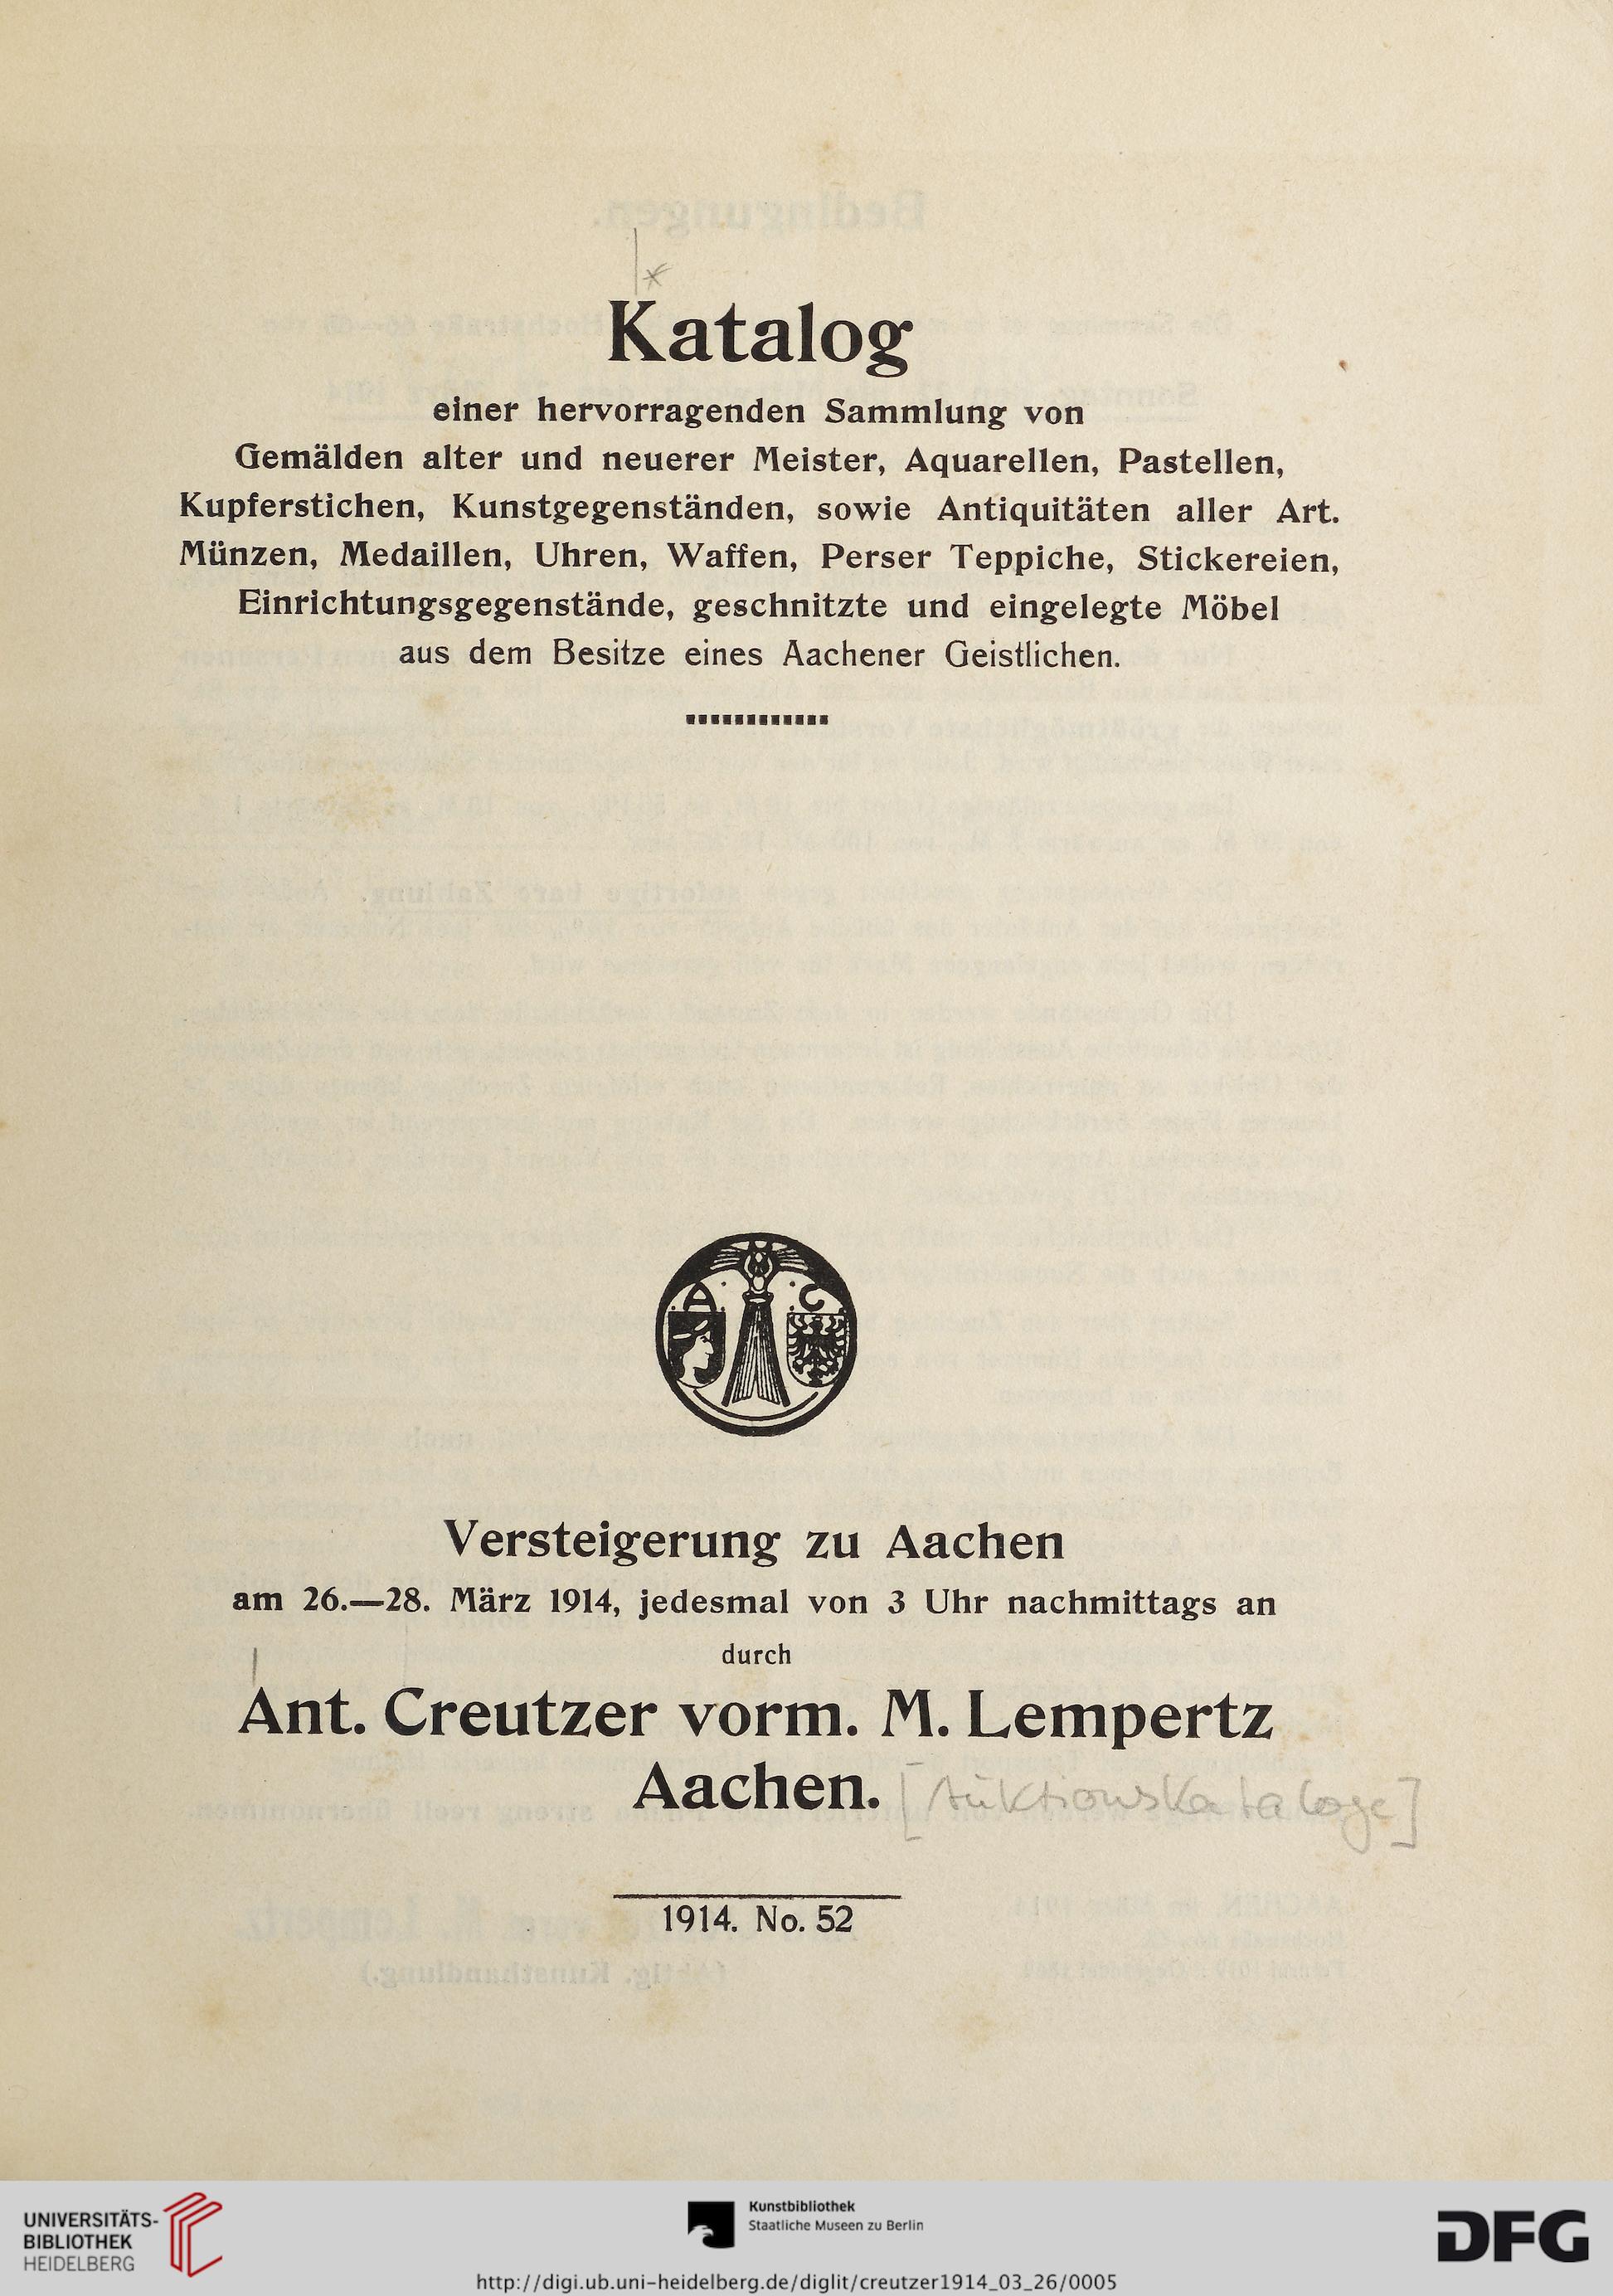 Katalog
einer hervorragenden Sammlung von
Gemälden alter und neuerer Meister, Aquarellen, Pastellen,
Kupferstichen, Kunstgegenständen, sowie Antiquitäten aller Art.
Münzen, Medaillen, Uhren, Waffen, Perser Teppiche, Stickereien,
Einrichtungsgegenstände, geschnitzte und eingelegte Möbel
aus dem Besitze eines Aachener Geistlichen.
Versteigerung zu Aachen
am 26.—28. März 1914, jedesmal von 3 Uhr nachmittags an
durch
Ant. Creutzer vorm. M. Lempertz
Aachen. [Auktionskataloge]
1914. No. 52
UNIVERSITÄTS-
BIBLIOTHEK
HEIDELBERG
Kunstbibliothek
Staatliche Museen zu Berlin
DFG
http://digi.ub.uni-heidelberg.de/diglit/creutzer1914_03_26/0005